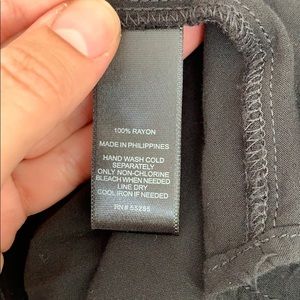 100% RAYON
MADE IN PHILIPPINES
HAND WASH COLD
SEPARATELY
ONLY NON-CHLORINE
BLEACH WHEN NEEDED
LINE DRY
COOL IRON IF NEEDED
RN# 55285